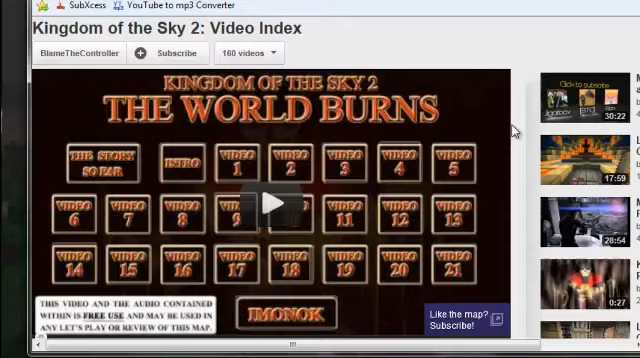 SubXcess YouTube to mp3 Converter
Kingdom of the Sky 2: Video Index
BlameTheController Subscribe 160 videos
KINGDOM OF THE SKY 2
THE WORLD BURNS
THE STORY SO FAR
INTRO
VIDEO 1
VIDEO 2
VIDEO 3
VIDEO 4
VIDEO 5
VIDEO 6
VIDEO 7
VIDEO 8
VIDEO 9
VIDEO 11
VIDEO 12
VIDEO 13
VIDEO 14
VIDEO 15
VIDEO 16
VIDEO 17
VIDEO 18
VIDEO 19
VIDEO 20
VIDEO 21
THIS VIDEO AND THE AUDIO CONTAINED
WITHIN IS FREE USE AND MAY BE USED IN
ANY LET'S PLAY OR REVIEW OF THIS MAP.
IMONOK
Like the map?
Subscribe!
Click to subscribe
30:22
17:59
28:54
0:27